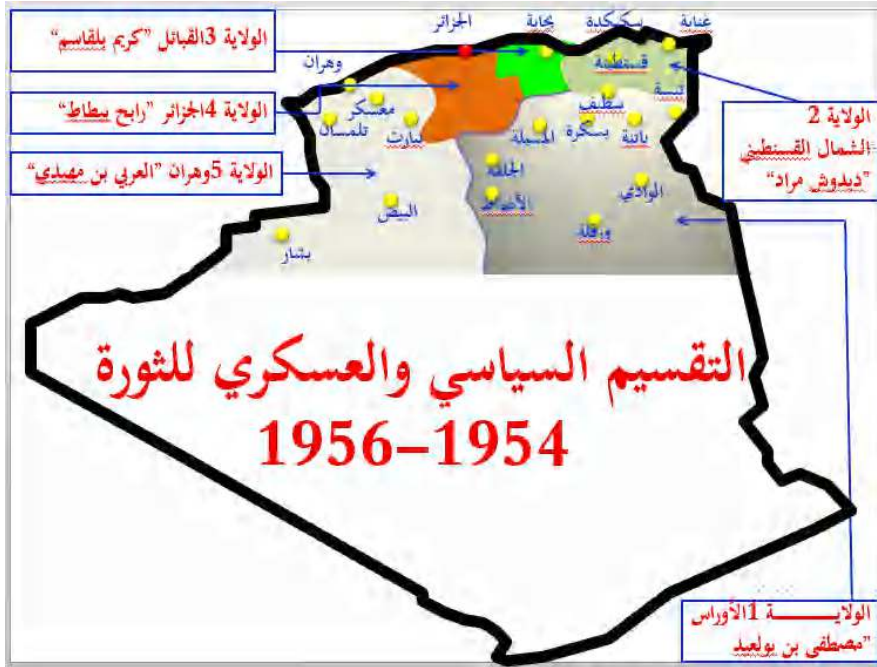 الولاية 3القبائل "كريم بلقاسم"
الولاية 4الجزائر "رابح بيطاط"
الولاية 5وهران "العربي بن مهيدي"
الجزائر
بجاية
سكيكدة
عنابة
وهران
قسنطينة
تبسة
معسكر
سطيف
تلمسان
تيارت
المسيلة
بسكرة
باتنة
الجلفة
الوادي
الأغواط
البيض
ورقلة
بشار
الولاية 2
الشمال القسنطيني
"ديدوش مراد"
التقسيم السياسي والعسكري للثورة
1954–1956
الولايـــــــة 1الأوراس
"مصطفى بن بولعيد